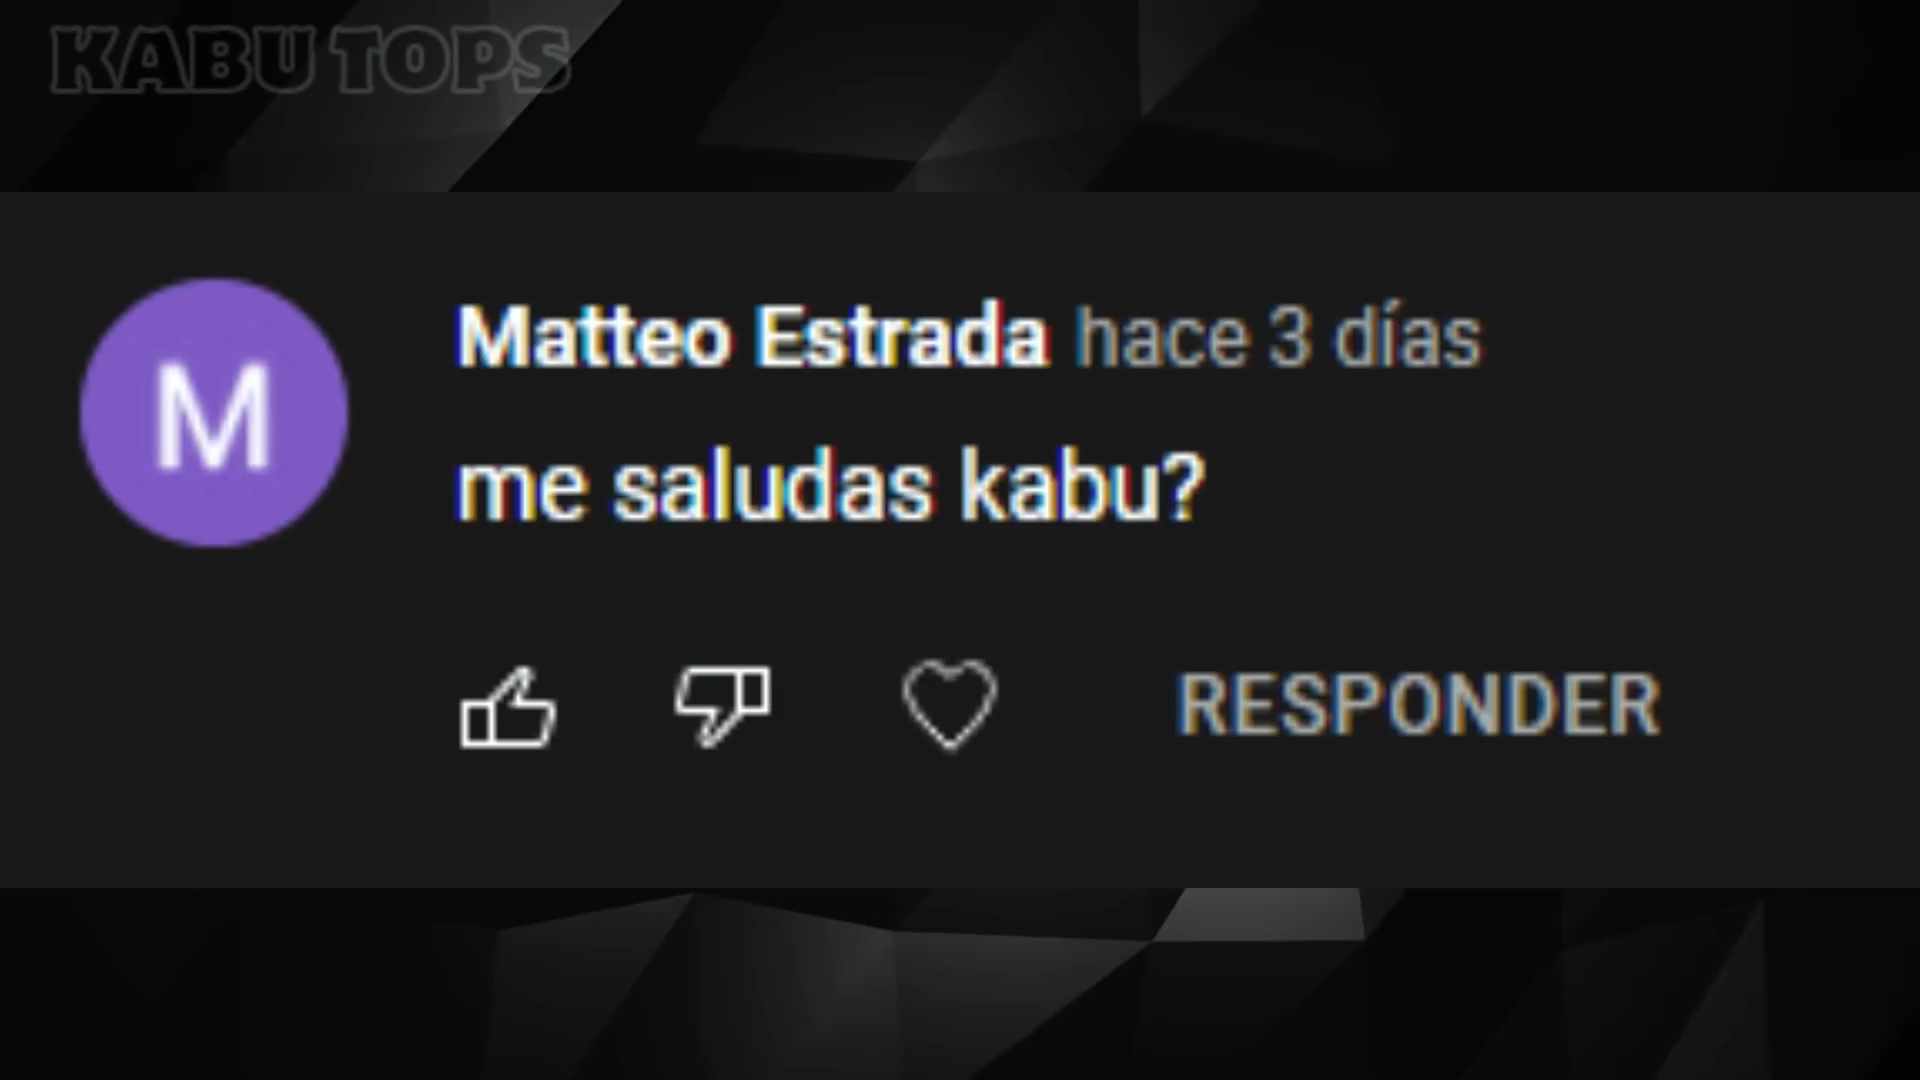 KABU TOPS
Matteo Estrada hace 3 días
M
me saludas kabu?
RESPONDER